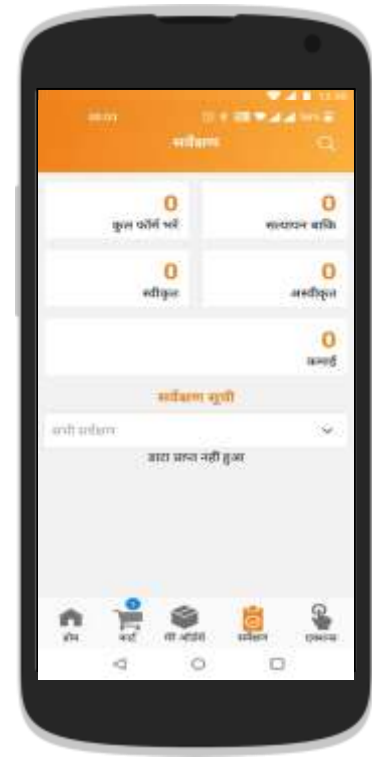 सर्वेक्षण
0 0
कुल फॉर्म भरें सत्यापन बाकि
0 0
स्वीकृत अस्वीकृत
0
कमाई
सर्वेक्षण सूची
सभी सर्वेक्षण
डाटा प्राप्त नहीं हुआ
होम कार्ट मेरे ऑर्डर्स सर्वेक्षण